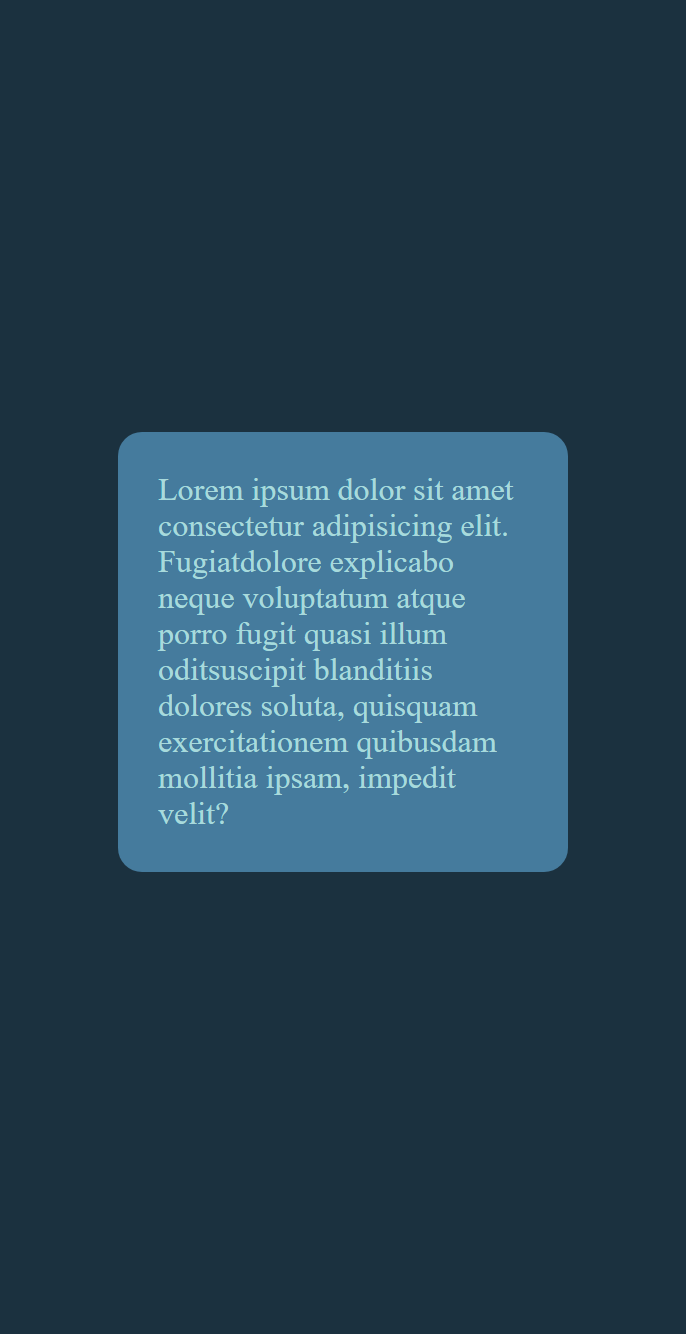 Lorem ipsum dolor sit amet
consectetur adipisicing elit.
Fugiatdolore explicabo
neque voluptatum atque
porro fugit quasi illum
oditsuscipit blanditiis
dolores soluta, quisquam
exercitationem quibusdam
mollitia ipsam, impedit
velit?